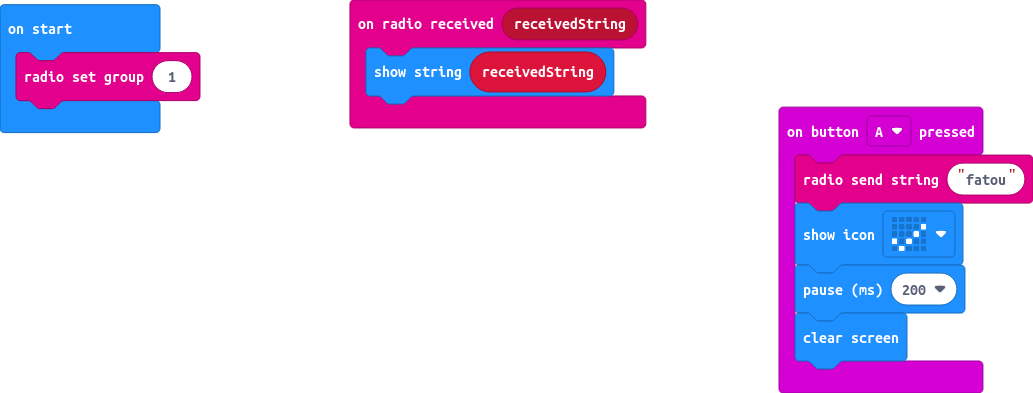 on start
radio set group 1
on radio received receivedString
show string receivedString
on button A pressed
radio send string "fatou"
show icon
pause (ms) 200
clear screen